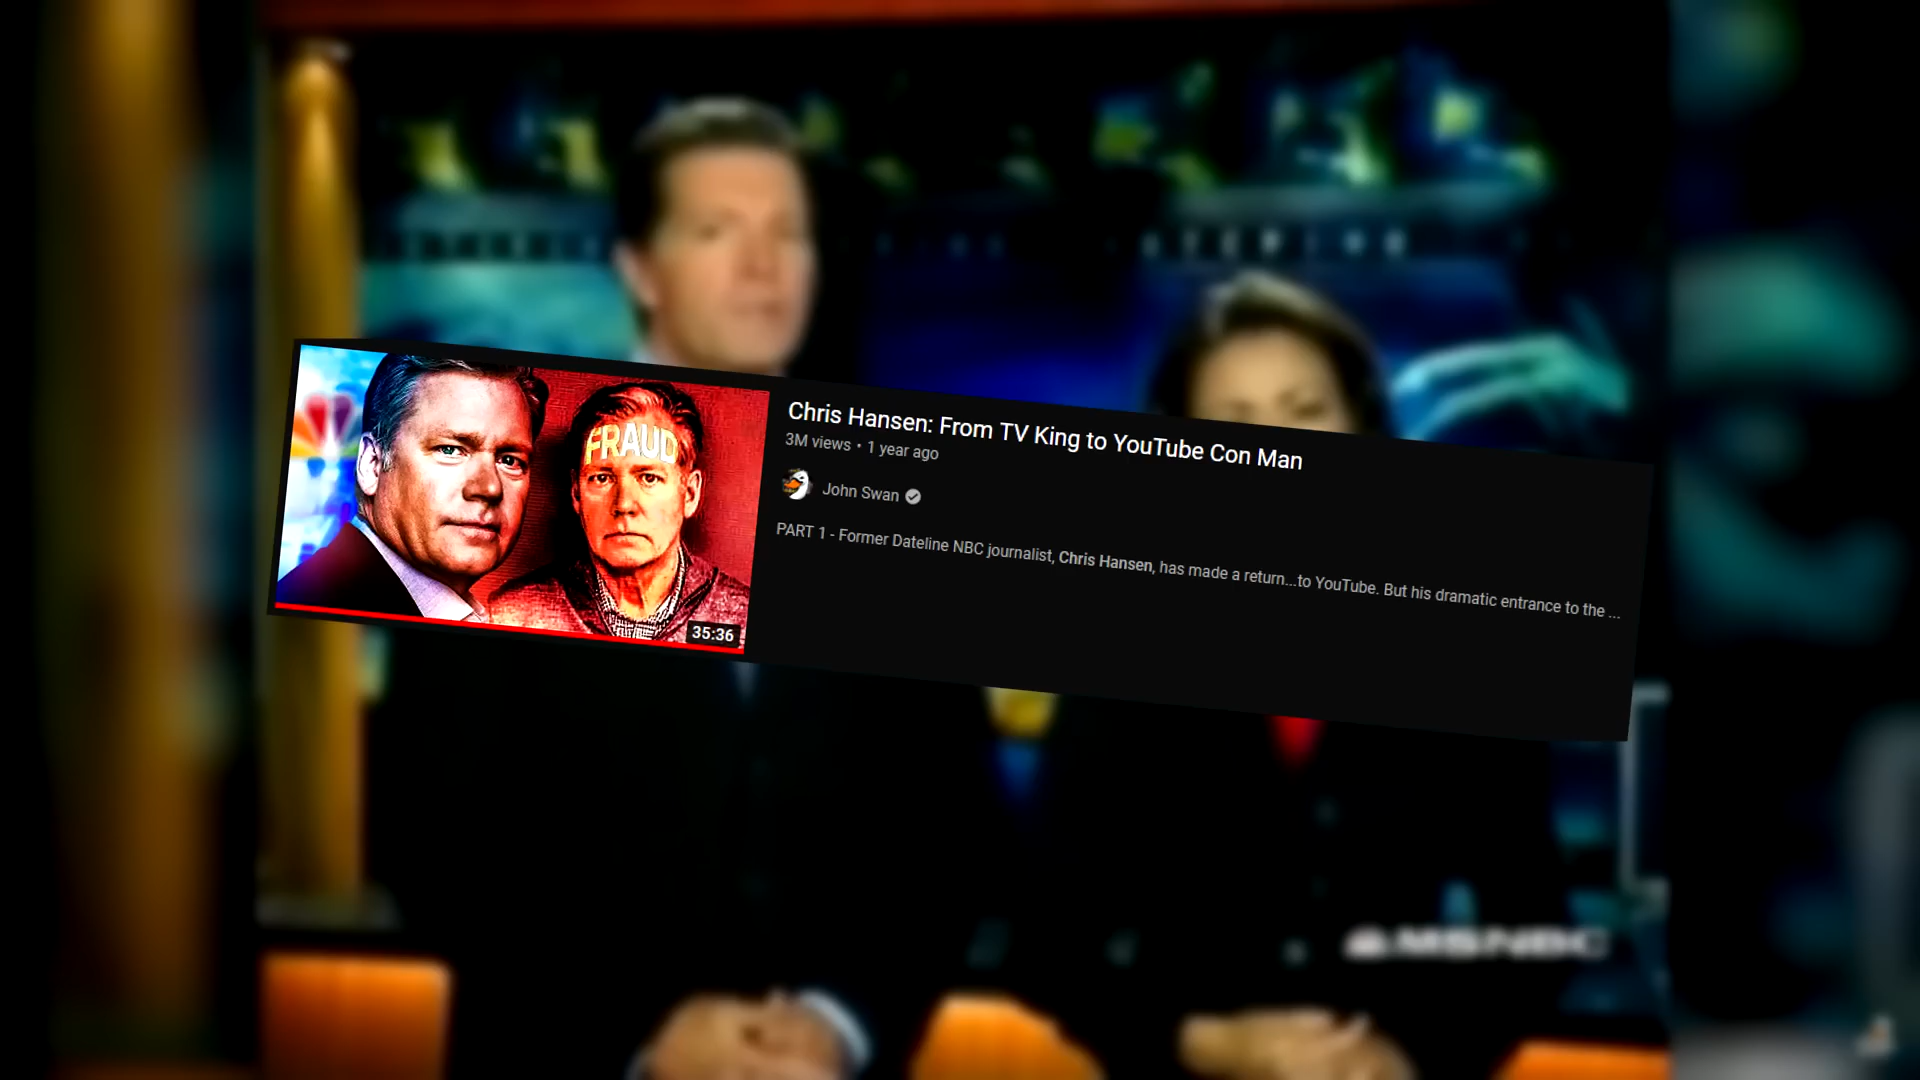 FRAUD
35:36
Chris Hansen: From TV King to YouTube Con Man
3M views • 1 year ago
John Swan
PART 1 - Former Dateline NBC journalist, Chris Hansen, has made a return...to YouTube. But his dramatic entrance to the ...
MSNBC